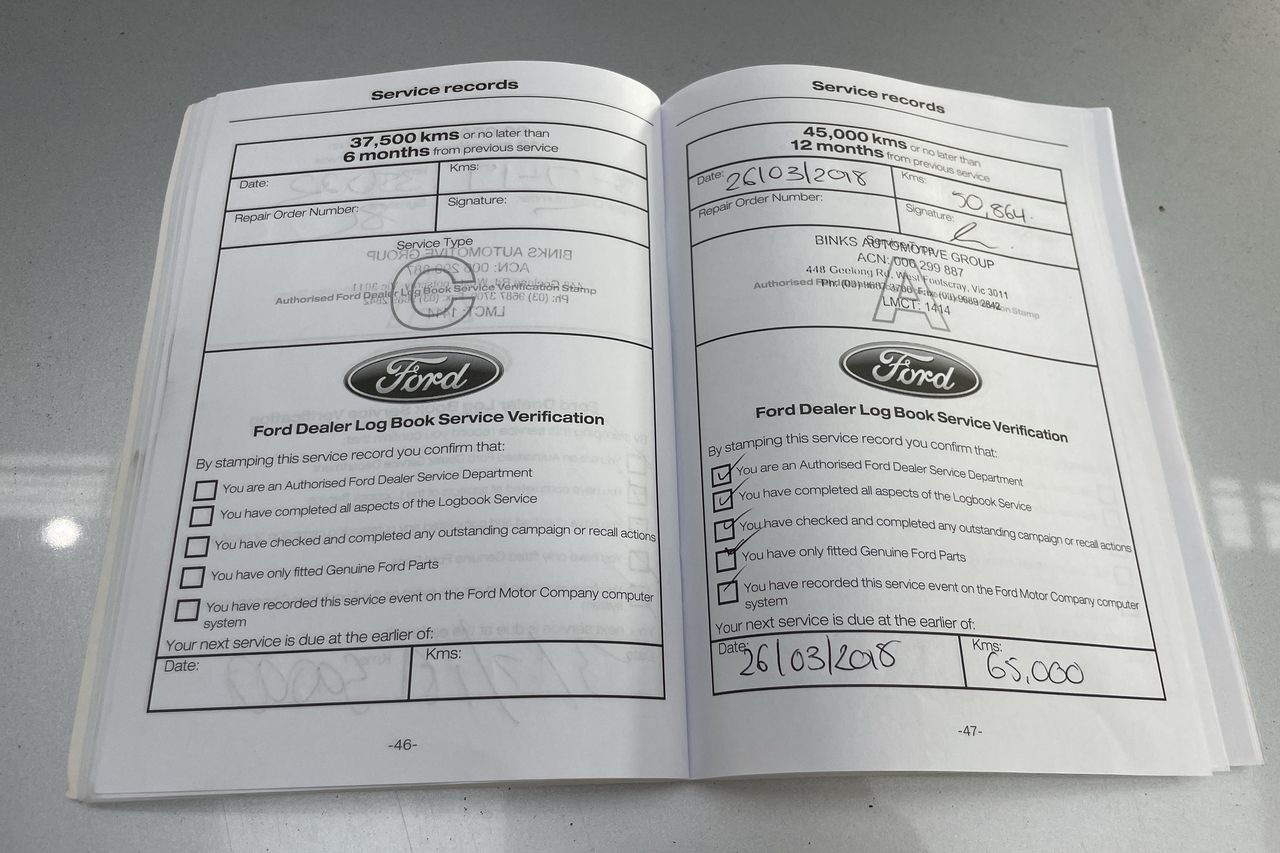 Service records
37,500 kms or no later than
6 months from previous service
Date:
Kms:
Repair Order Number:
Signature:
Service Type
C
Authorised Ford Dealer Log Book Service Verification Stamp
Ford
Ford Dealer Log Book Service Verification
By stamping this service record you confirm that:
You are an Authorised Ford Dealer Service Department
You have completed all aspects of the Logbook Service
You have checked and completed any outstanding campaign or recall actions
You have only fitted Genuine Ford Parts
You have recorded this service event on the Ford Motor Company computer
system
Your next service is due at the earlier of:
Date:
Kms:
-46-
Service records
45,000 kms or no later than
12 months from previous service
Date: 26/03/2018
Kms: 50,864.
Repair Order Number:
Signature:
Service Type
A
BINKS AUTOMOTIVE GROUP
ACN: 006 299 887
448 Geelong Rd, West Footscray, Vic 3011
Ph: (03) 9687 3700 Fax: (03) 9689 2842
LMCT: 1414
Ford
Ford Dealer Log Book Service Verification
By stamping this service record you confirm that:
You are an Authorised Ford Dealer Service Department
You have completed all aspects of the Logbook Service
You have checked and completed any outstanding campaign or recall actions
You have only fitted Genuine Ford Parts
You have recorded this service event on the Ford Motor Company computer
system
Your next service is due at the earlier of:
Date: 26/03/2018
Kms: 65,000
-47-